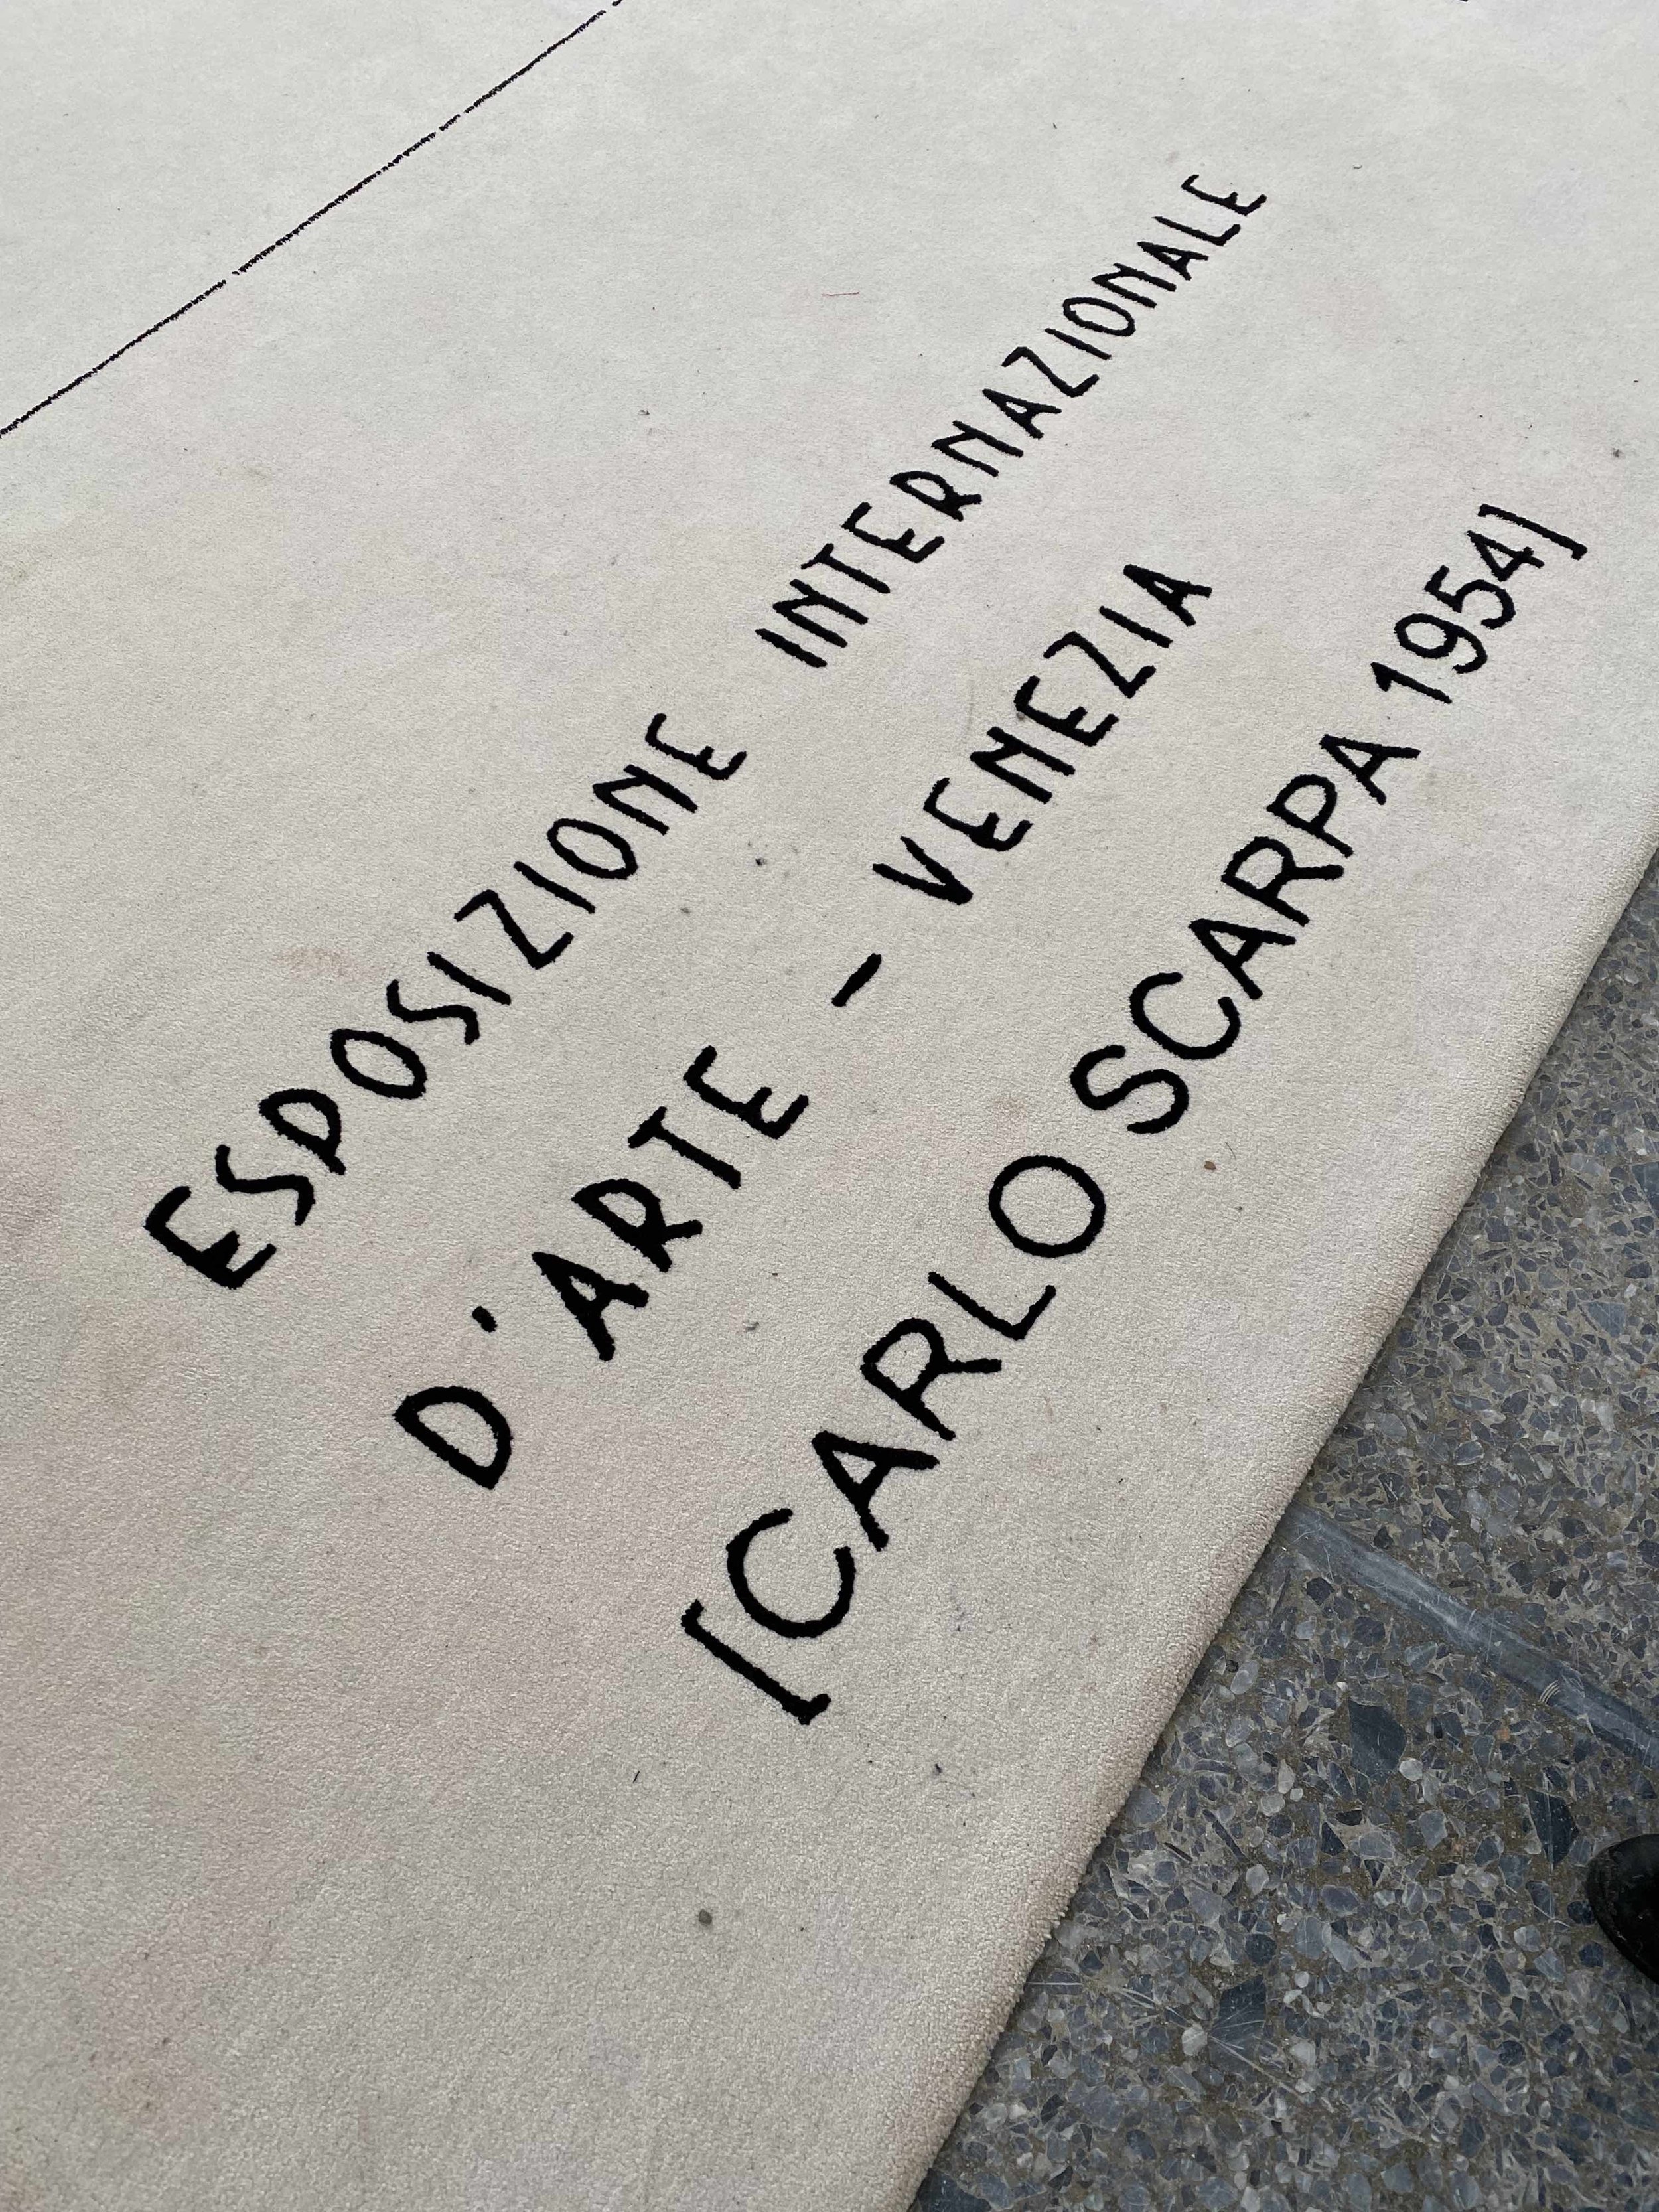 ESPOSIZIONE INTERNAZIONALE
D'ARTE - VENEZIA
[CARLO SCARPA 1954]